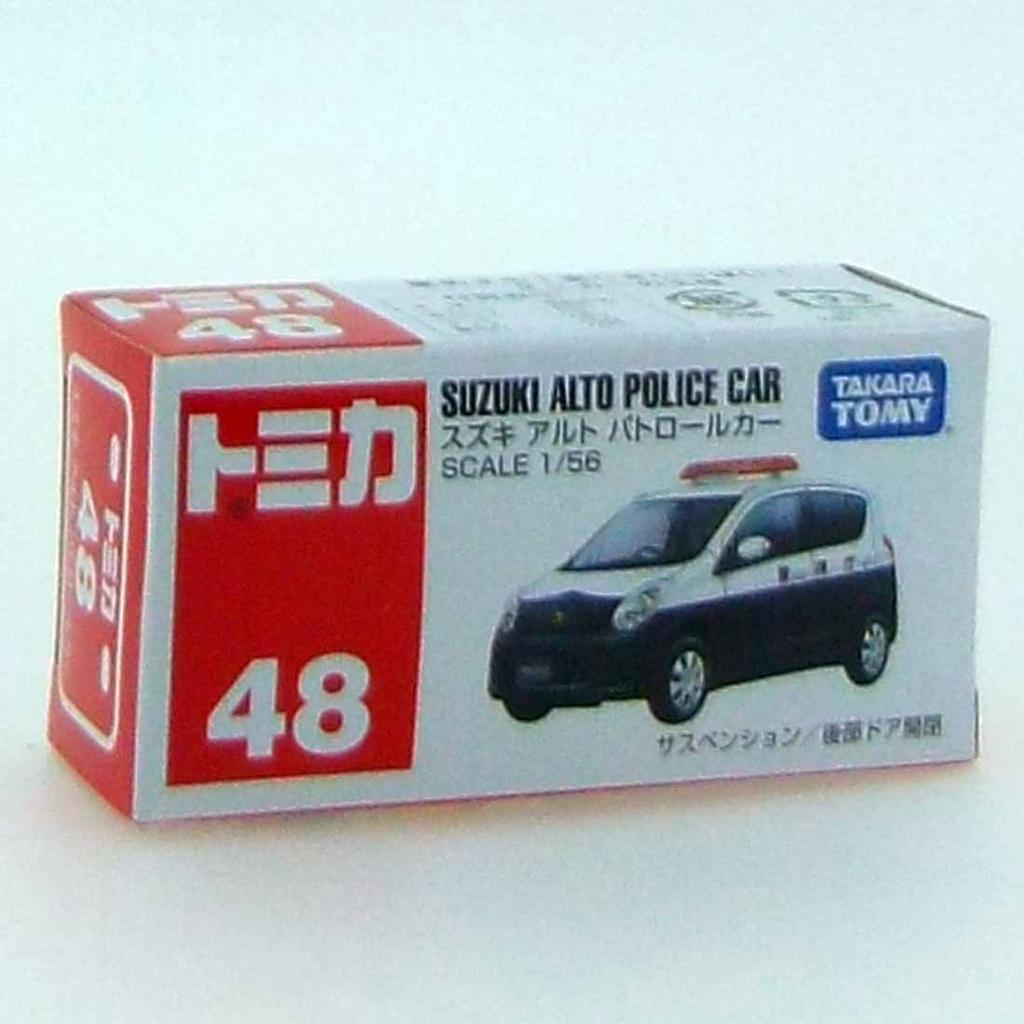 トミカ
48
トミカ
48
トミカ
48
SUZUKI ALTO POLICE CAR
スズキ アルト パトロールカー
SCALE 1/56
TAKARA
TOMY
サスペンション/後部ドア開閉